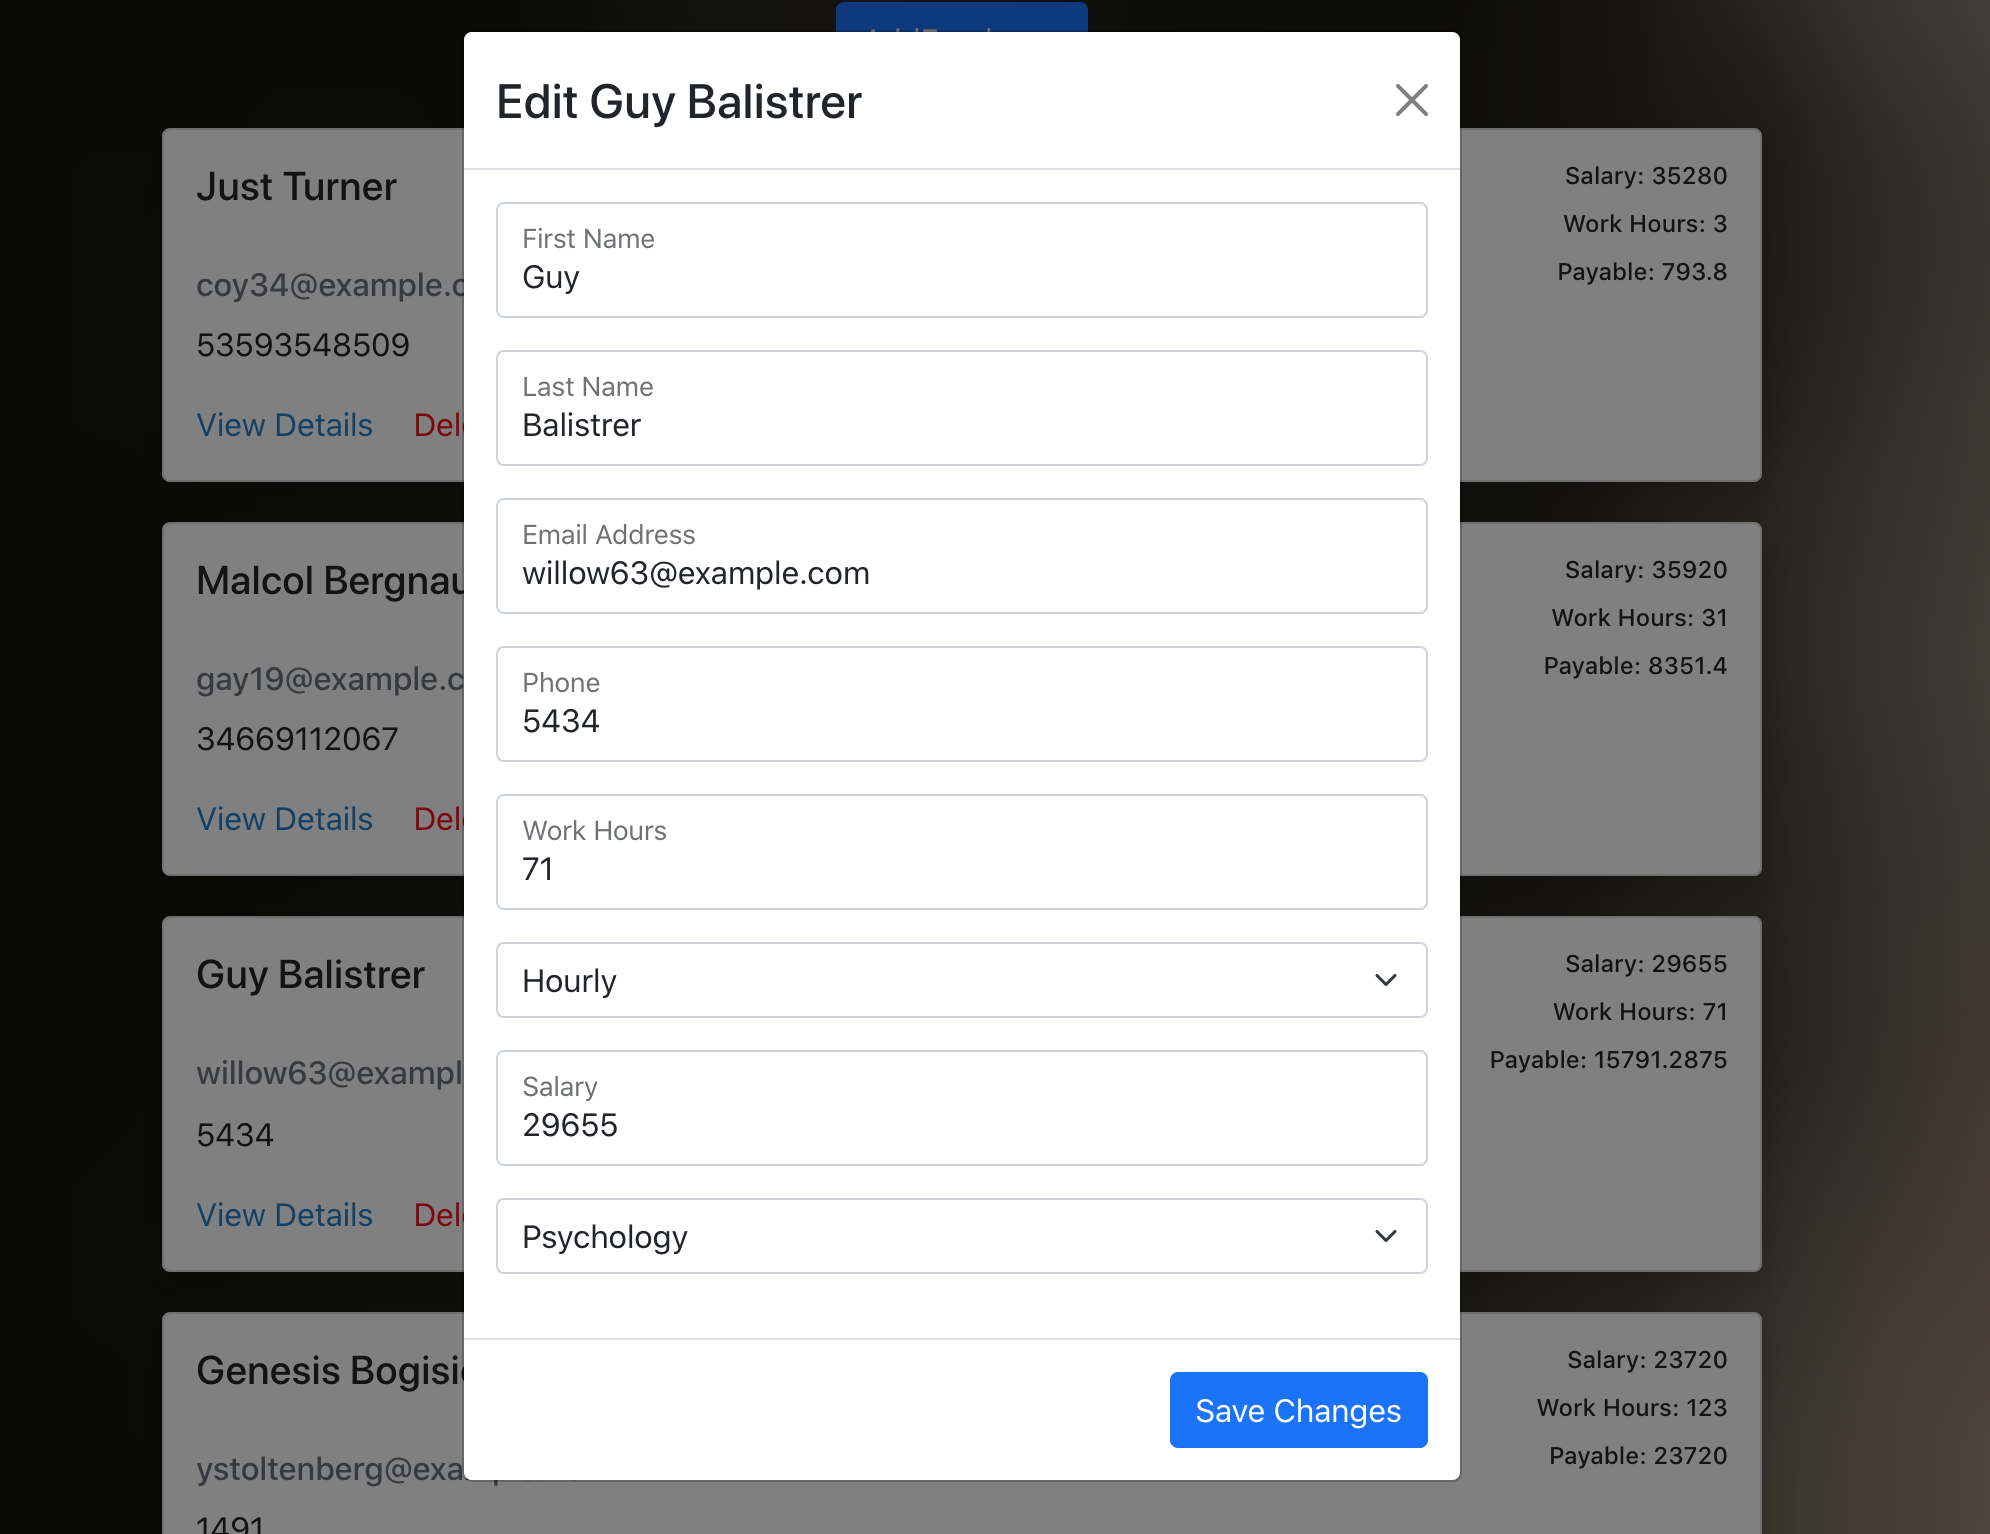 Edit Guy Balistrer
First Name
Guy
Last Name
Balistrer
Email Address
willow63@example.com
Phone
5434
Work Hours
71
Hourly
Salary
29655
Psychology
Save Changes
Just Turner
coy34@example.c
53593548509
View Details
Salary: 35280
Work Hours: 3
Payable: 793.8
Malcol Bergnau
gay19@example.c
34669112067
View Details
Salary: 35920
Work Hours: 31
Payable: 8351.4
Guy Balistrer
willow63@exampl
5434
View Details
Salary: 29655
Work Hours: 71
Payable: 15791.2875
Genesis Bogisi
ystoltenberg@exa
1491
Salary: 23720
Work Hours: 123
Payable: 23720